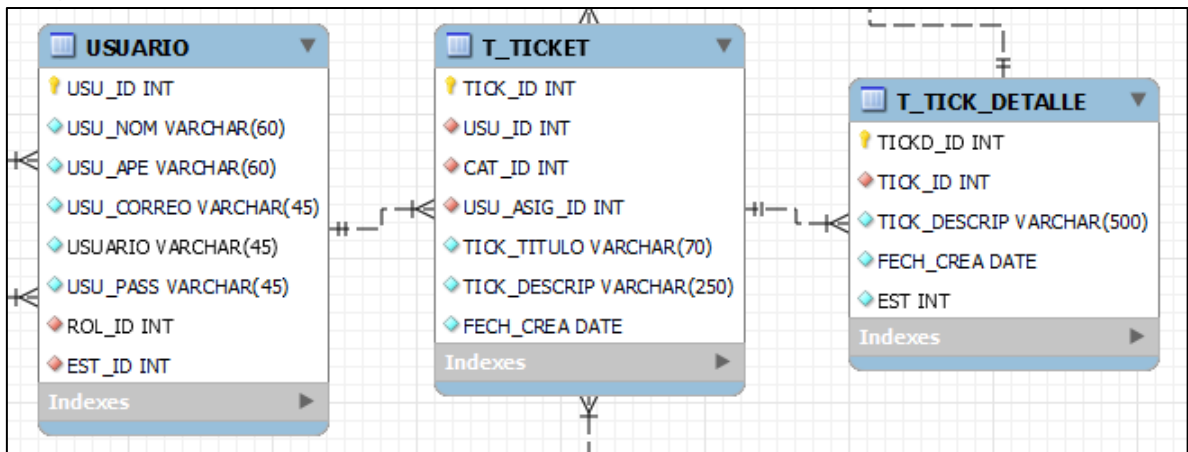 USUARIO
USU_ID INT
USU_NOM VARCHAR(60)
USU_APE VARCHAR(60)
USU_CORREO VARCHAR(45)
USUARIO VARCHAR(45)
USU_PASS VARCHAR(45)
ROL_ID INT
EST_ID INT
Indexes
T_TICKET
TICK_ID INT
USU_ID INT
CAT_ID INT
USU_ASIG_ID INT
TICK_TITULO VARCHAR(70)
TICK_DESCRIP VARCHAR(250)
FECH_CREA DATE
Indexes
T_TICK_DETALLE
TICKD_ID INT
TICK_ID INT
TICK_DESCRIP VARCHAR(500)
FECH_CREA DATE
EST INT
Indexes